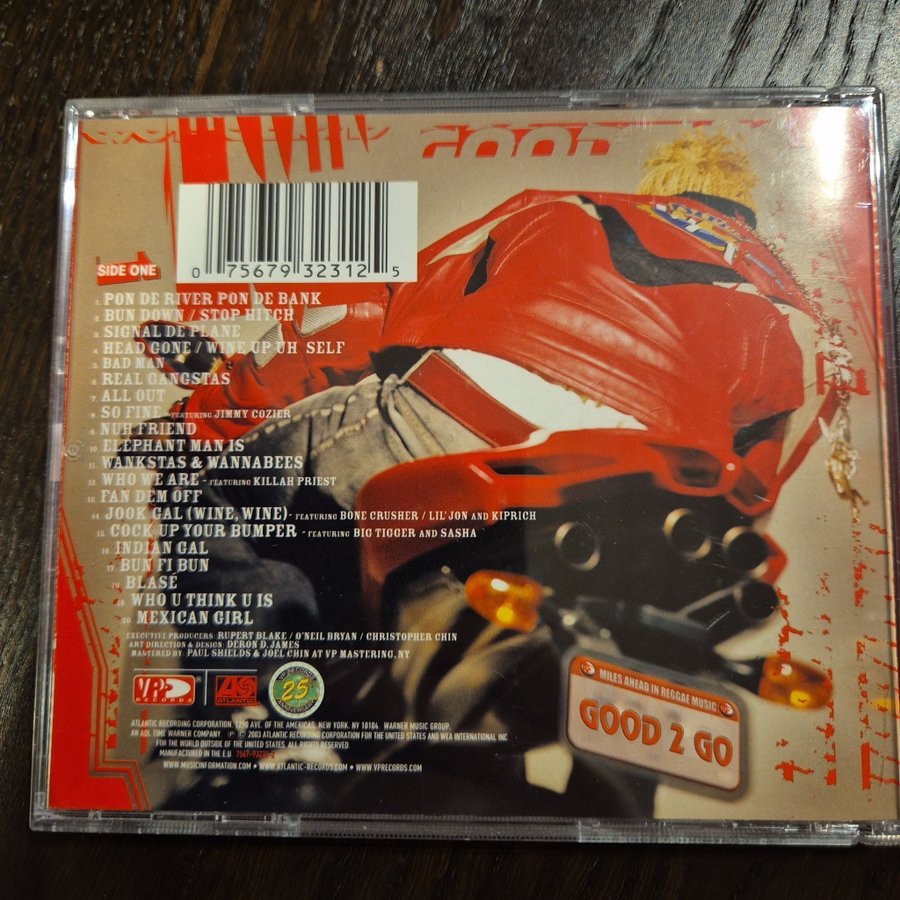 GOOD
0 75679 32312 5
SIDE ONE
1. PON DE RIVER PON DE BANK
2. BUN DOWN / STOP HITCH
3. SIGNAL DE PLANE
4. HEAD GONE / WINE UP UH SELF
5. BAD MAN
6. REAL GANGSTAS
7. ALL OUT
8. SO FINE - FEATURING JIMMY COZIER
9. NUH FRIEND
10. ELEPHANT MAN IS
11. WANKSTAS & WANNABEES
12. WHO WE ARE - FEATURING KILLAH PRIEST
13. FAN DEM OFF
14. JOOK GAL (WINE, WINE) - FEATURING BONE CRUSHER / LIL' JON AND KIPRICH
15. COCK UP YOUR BUMPER - FEATURING BIG TIGGER AND SASHA
16. INDIAN GAL
17. BUN FI BUN
18. BLASE
19. WHO U THINK U IS
20. MEXICAN GIRL
EXECUTIVE PRODUCERS: RUPERT BLAKE / O'NEIL BRYAN / CHRISTOPHER CHIN
ART DIRECTION & DESIGN: DERON D. JAMES
MASTERED BY: PAUL SHIELDS & JOEL CHIN AT VP MASTERING, NY
VP RECORDS
ATLANTIC
VP RECORDS 25 ANNIVERSARY
MILES AHEAD IN REGGAE MUSIC
GOOD 2 GO
ATLANTIC RECORDING CORPORATION, 1290 AVE. OF THE AMERICAS, NEW YORK, NY 10104. WARNER MUSIC GROUP.
AN AOL TIME WARNER COMPANY. ℗ © 2003 ATLANTIC RECORDING CORPORATION FOR THE UNITED STATES AND WEA INTERNATIONAL INC
FOR THE WORLD OUTSIDE OF THE UNITED STATES. ALL RIGHTS RESERVED
MANUFACTURED IN THE E.U.
WWW.MUSICINFORMATION.COM • WWW.ATLANTIC-RECORDS.COM • WWW.VPRECORDS.COM